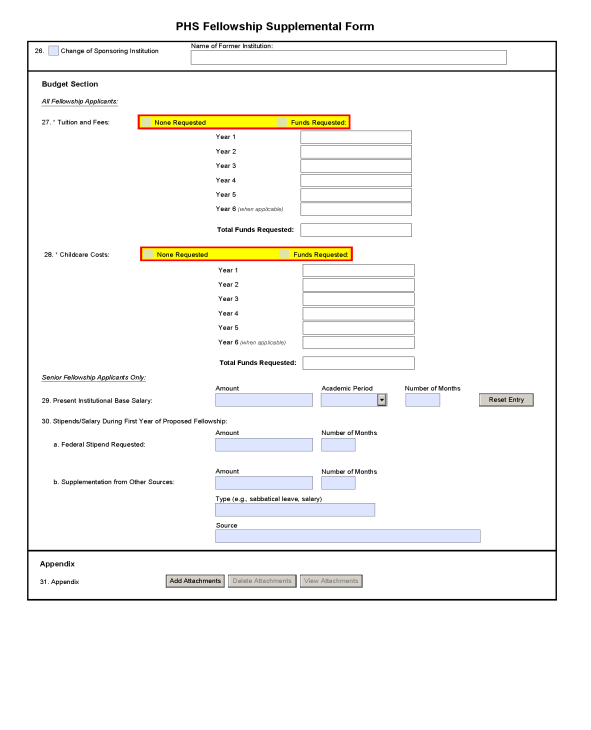 PHS Fellowship Supplemental Form
26. Change of Sponsoring Institution
Name of Former Institution:
Budget Section
All Fellowship Applicants:
27. * Tuition and Fees: None Requested Funds Requested:
Year 1
Year 2
Year 3
Year 4
Year 5
Year 6 (when applicable)
Total Funds Requested:
28. * Childcare Costs: None Requested Funds Requested:
Year 1
Year 2
Year 3
Year 4
Year 5
Year 6 (when applicable)
Total Funds Requested:
Senior Fellowship Applicants Only:
Amount Academic Period Number of Months
29. Present Institutional Base Salary: Reset Entry
30. Stipends/Salary During First Year of Proposed Fellowship:
Amount Number of Months
a. Federal Stipend Requested:
Amount Number of Months
b. Supplementation from Other Sources:
Type (e.g., sabbatical leave, salary)
Source
Appendix
31. Appendix Add Attachments Delete Attachments View Attachments